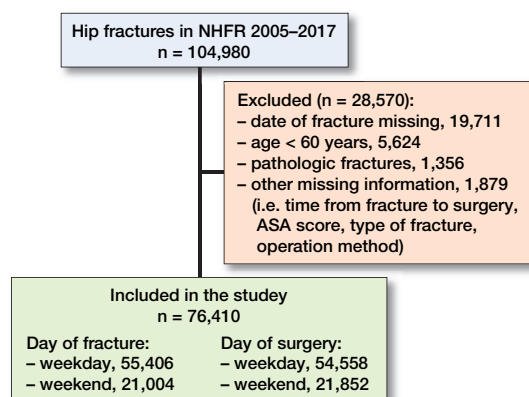 Hip fractures in NHFR 2005–2017
n = 104,980
Excluded (n = 28,570):
– date of fracture missing, 19,711
– age < 60 years, 5,624
– pathologic fractures, 1,356
– other missing information, 1,879
(i.e. time from fracture to surgery,
ASA score, type of fracture,
operation method)
Included in the studey
n = 76,410
Day of fracture:
– weekday, 55,406
– weekend, 21,004
Day of surgery:
– weekday, 54,558
– weekend, 21,852